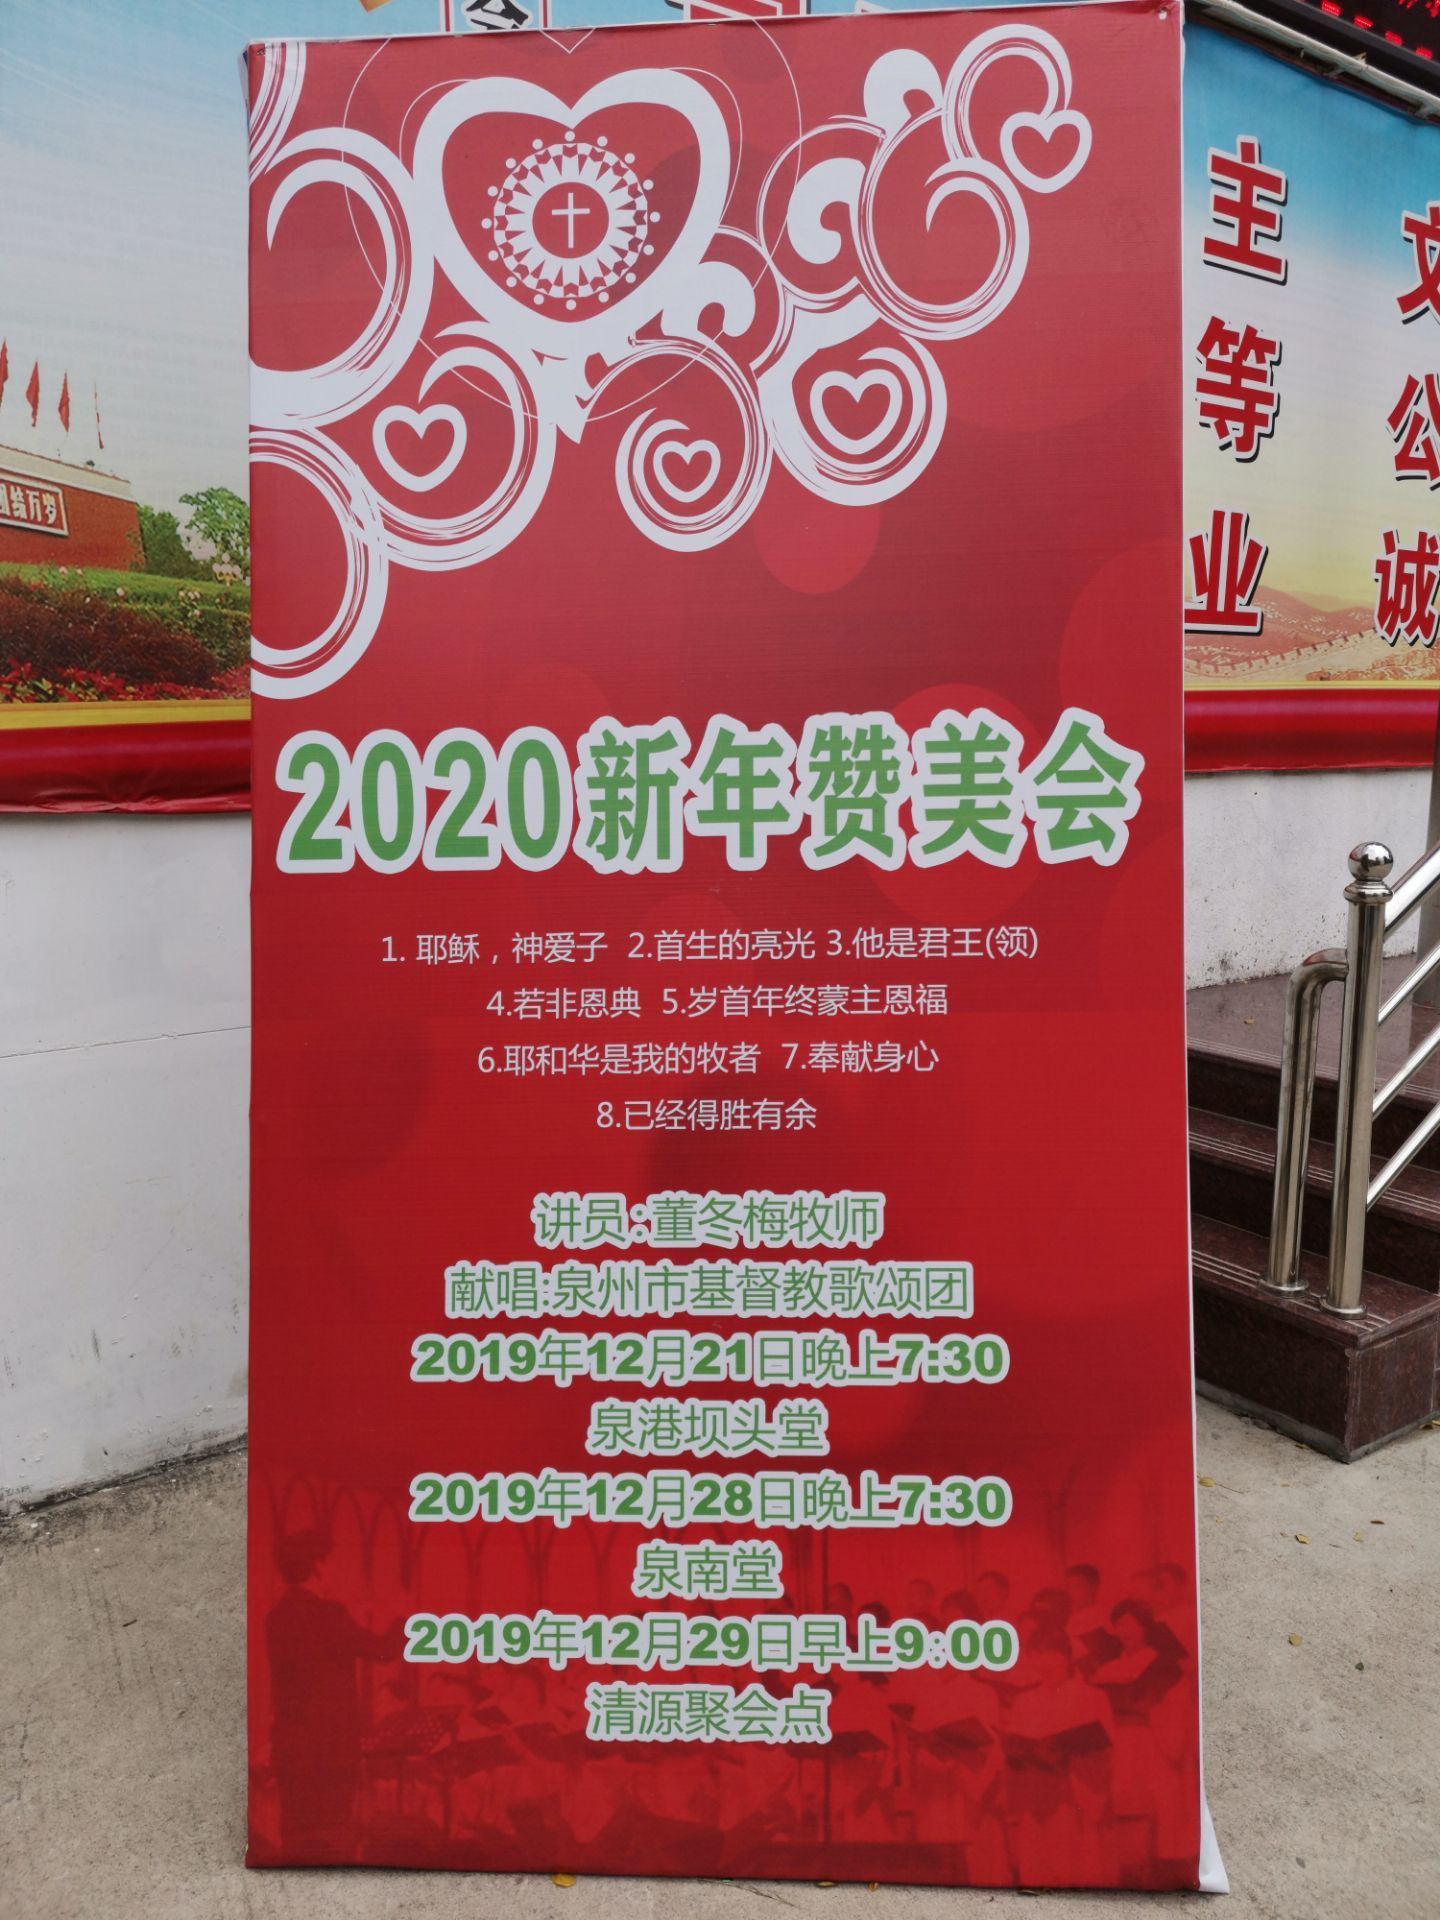 团结万岁
主
等
业
公
诚
2020新年赞美会
1. 耶稣，神爱子 2.首生的亮光 3.他是君王(领)
4.若非恩典 5.岁首年终蒙主恩福
6.耶和华是我的牧者 7.奉献身心
8.已经得胜有余
讲员:董冬梅牧师
献唱:泉州市基督教歌颂团
2019年12月21日晚上7:30
泉港坝头堂
2019年12月28日晚上7:30
泉南堂
2019年12月29日早上9:00
清源聚会点